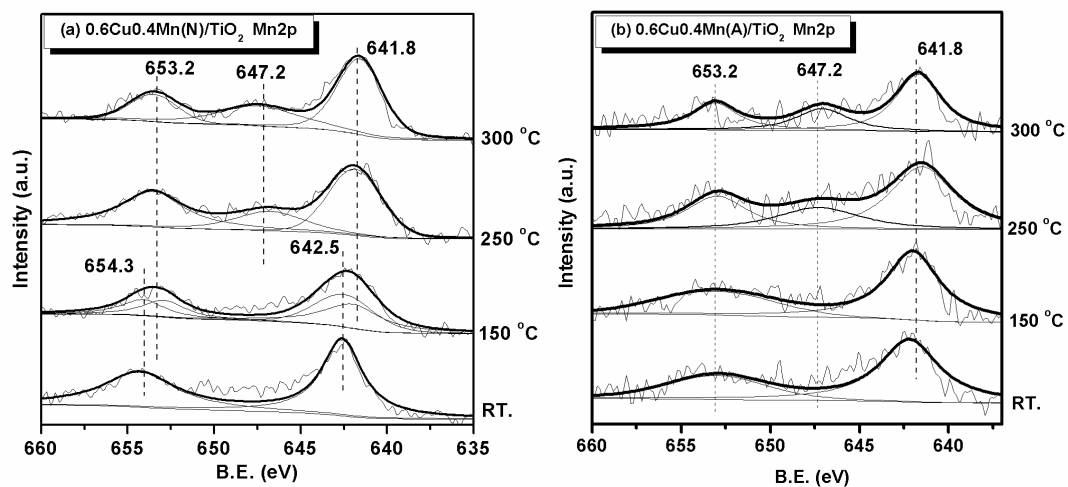 (a) 0.6Cu0.4Mn(N)/TiO2 Mn2p
653.2 647.2 641.8
300 °C
250 °C
654.3 642.5
150 °C
RT.
Intensity (a.u.)
660 655 650 645 35
B.E. (eV)
(b) 0.6Cu0.4Mn(A)/TiO2 Mn2p
653.2 647.2 641.8
300 °C
250 °C
150 °C
RT.
Intensity (a.u.)
660 655 650 645 640
B.E. (eV)